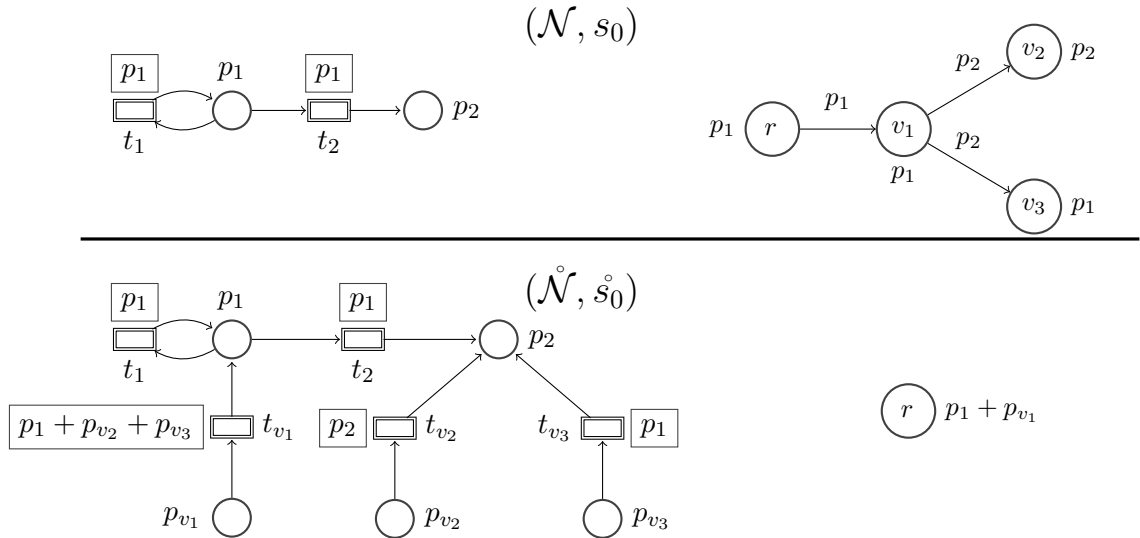 (𝒩, s₀)
p₁ p₁ p₁
t₁ t₂ p₂
p₁ r p₁ v₁ p₁ p₂ v₂ p₂
p₂ v₃ p₁
(𝒩̊, s̊₀)
p₁ p₁ p₁
t₁ t₂ p₂
p₁ + p_{v₂} + p_{v₃} t_{v₁} p₂ t_{v₂} t_{v₃} p₁
r p₁ + p_{v₁}
p_{v₁} p_{v₂} p_{v₃}